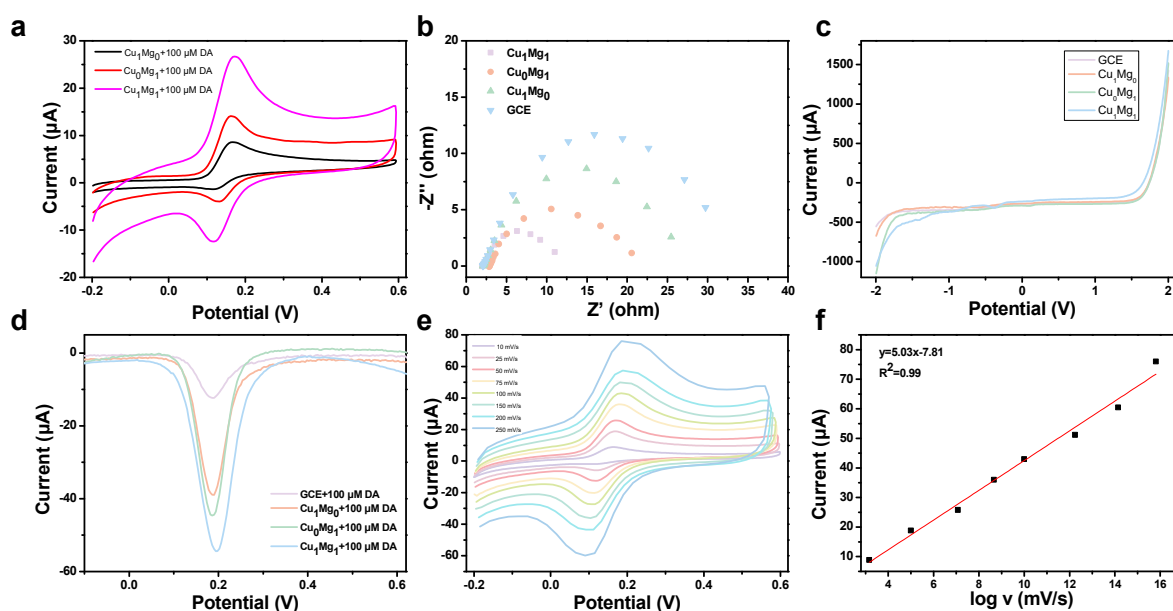 a
30
20
10
0
-10
-20
-0.2
0.0
0.2
0.4
0.6
Current (µA)
Potential (V)
Cu₁Mg₀+100 µM DA
Cu₀Mg₁+100 µM DA
Cu₁Mg₁+100 µM DA
b
20
16
12
8
4
0
0
5
10
15
20
25
30
35
40
-Z'' (ohm)
Z' (ohm)
Cu₁Mg₁
Cu₀Mg₁
Cu₁Mg₀
GCE
c
1500
1000
500
0
-500
-1000
-2
-1
0
1
2
Current (µA)
Potential (V)
GCE
Cu₁Mg₀
Cu₀Mg₁
Cu₁Mg₁
d
0
-20
-40
-60
0.0
0.2
0.4
0.6
Current (µA)
Potential (V)
GCE+100 µM DA
Cu₁Mg₀+100 µM DA
Cu₀Mg₁+100 µM DA
Cu₁Mg₁+100 µM DA
e
80
60
40
20
0
-20
-40
-60
-0.2
0.0
0.2
0.4
0.6
Current (µA)
Potential (V)
10 mV/s
25 mV/s
50 mV/s
75 mV/s
100 mV/s
150 mV/s
200 mV/s
250 mV/s
f
y=5.03x-7.81
R²=0.99
80
70
60
50
40
30
20
10
4
6
8
10
12
14
16
Current (µA)
log v (mV/s)